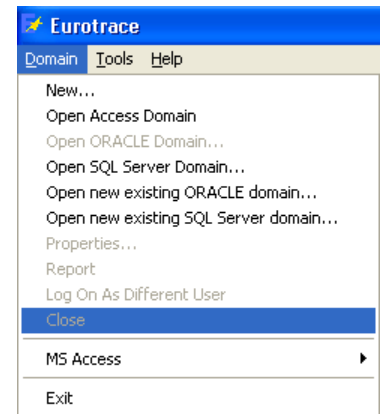 Eurotrace
Domain Tools Help
New...
Open Access Domain
Open ORACLE Domain...
Open SQL Server Domain...
Open new existing ORACLE domain...
Open new existing SQL Server domain...
Properties...
Report
Log On As Different User
Close
MS Access
Exit